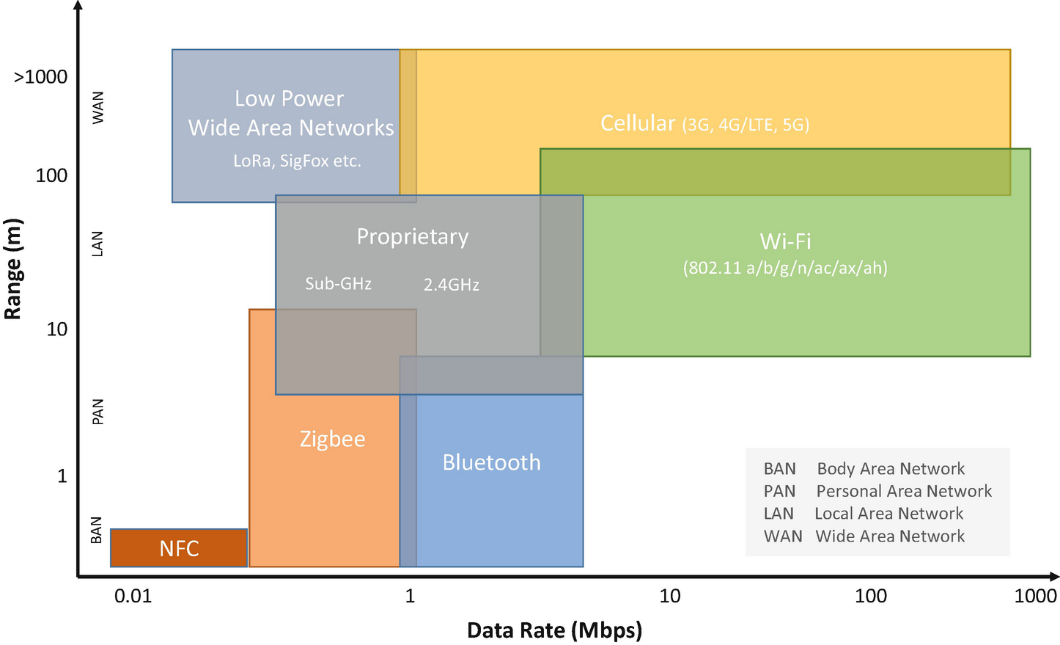 >1000
100
10
1
WAN
LAN
PAN
BAN
Range (m)
Low Power
Wide Area Networks
LoRa, SigFox etc.
Cellular (3G, 4G/LTE, 5G)
Proprietary
Sub-GHz 2.4GHz
Wi-Fi
(802.11 a/b/g/n/ac/ax/ah)
Zigbee
Bluetooth
NFC
BAN Body Area Network
PAN Personal Area Network
LAN Local Area Network
WAN Wide Area Network
0.01 1 10 100 1000
Data Rate (Mbps)